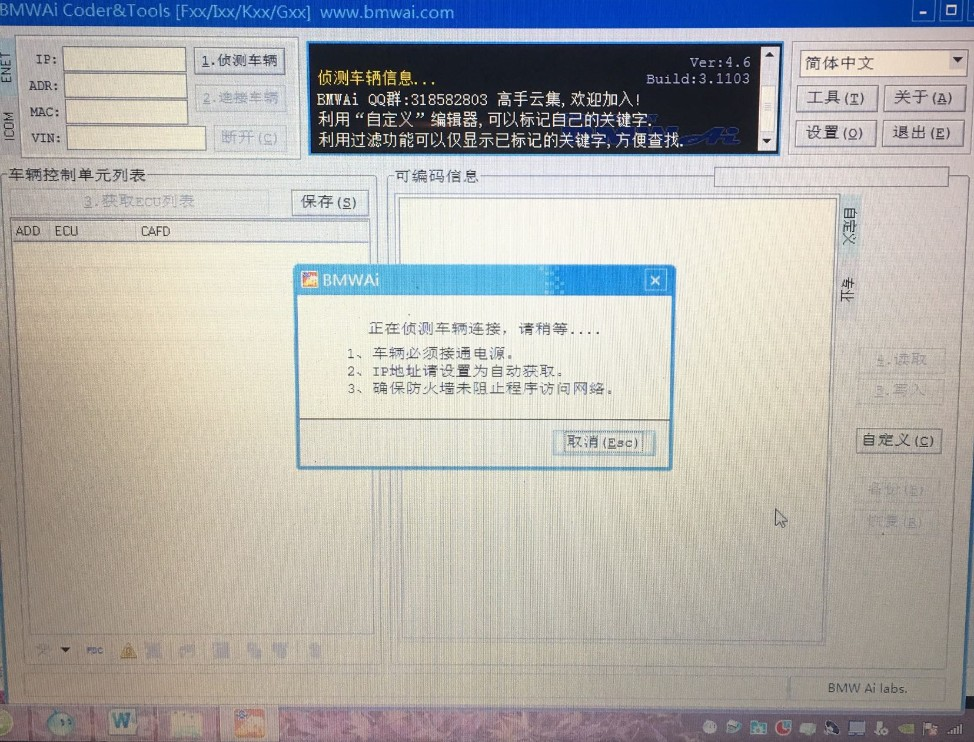 BMWAi Coder&Tools [Fxx/Ixx/Kxx/Gxx] www.bmwai.com
ENET
ICOM
IP:
ADR:
MAC:
VIN:
1.侦测车辆
2.连接车辆
断开(C)
Ver:4.6
Build:3.1103
侦测车辆信息...
BMWAi QQ群:318582803 高手云集,欢迎加入!
利用“自定义”编辑器,可以标记自己的关键字.
利用过滤功能可以仅显示已标记的关键字,方便查找.
简体中文
工具(T)
关于(A)
设置(O)
退出(E)
车辆控制单元列表
3.获取ECU列表
保存(S)
ADD ECU CAFD
可编码信息
自定义
专业
BMWAi
正在侦测车辆连接, 请稍等....
1、车辆必须接通电源。
2、IP地址请设置为自动获取。
3、确保防火墙未阻止程序访问网络。
取消(Esc)
4.读取
自定义(C)
恢复(R)
BMW Ai labs.